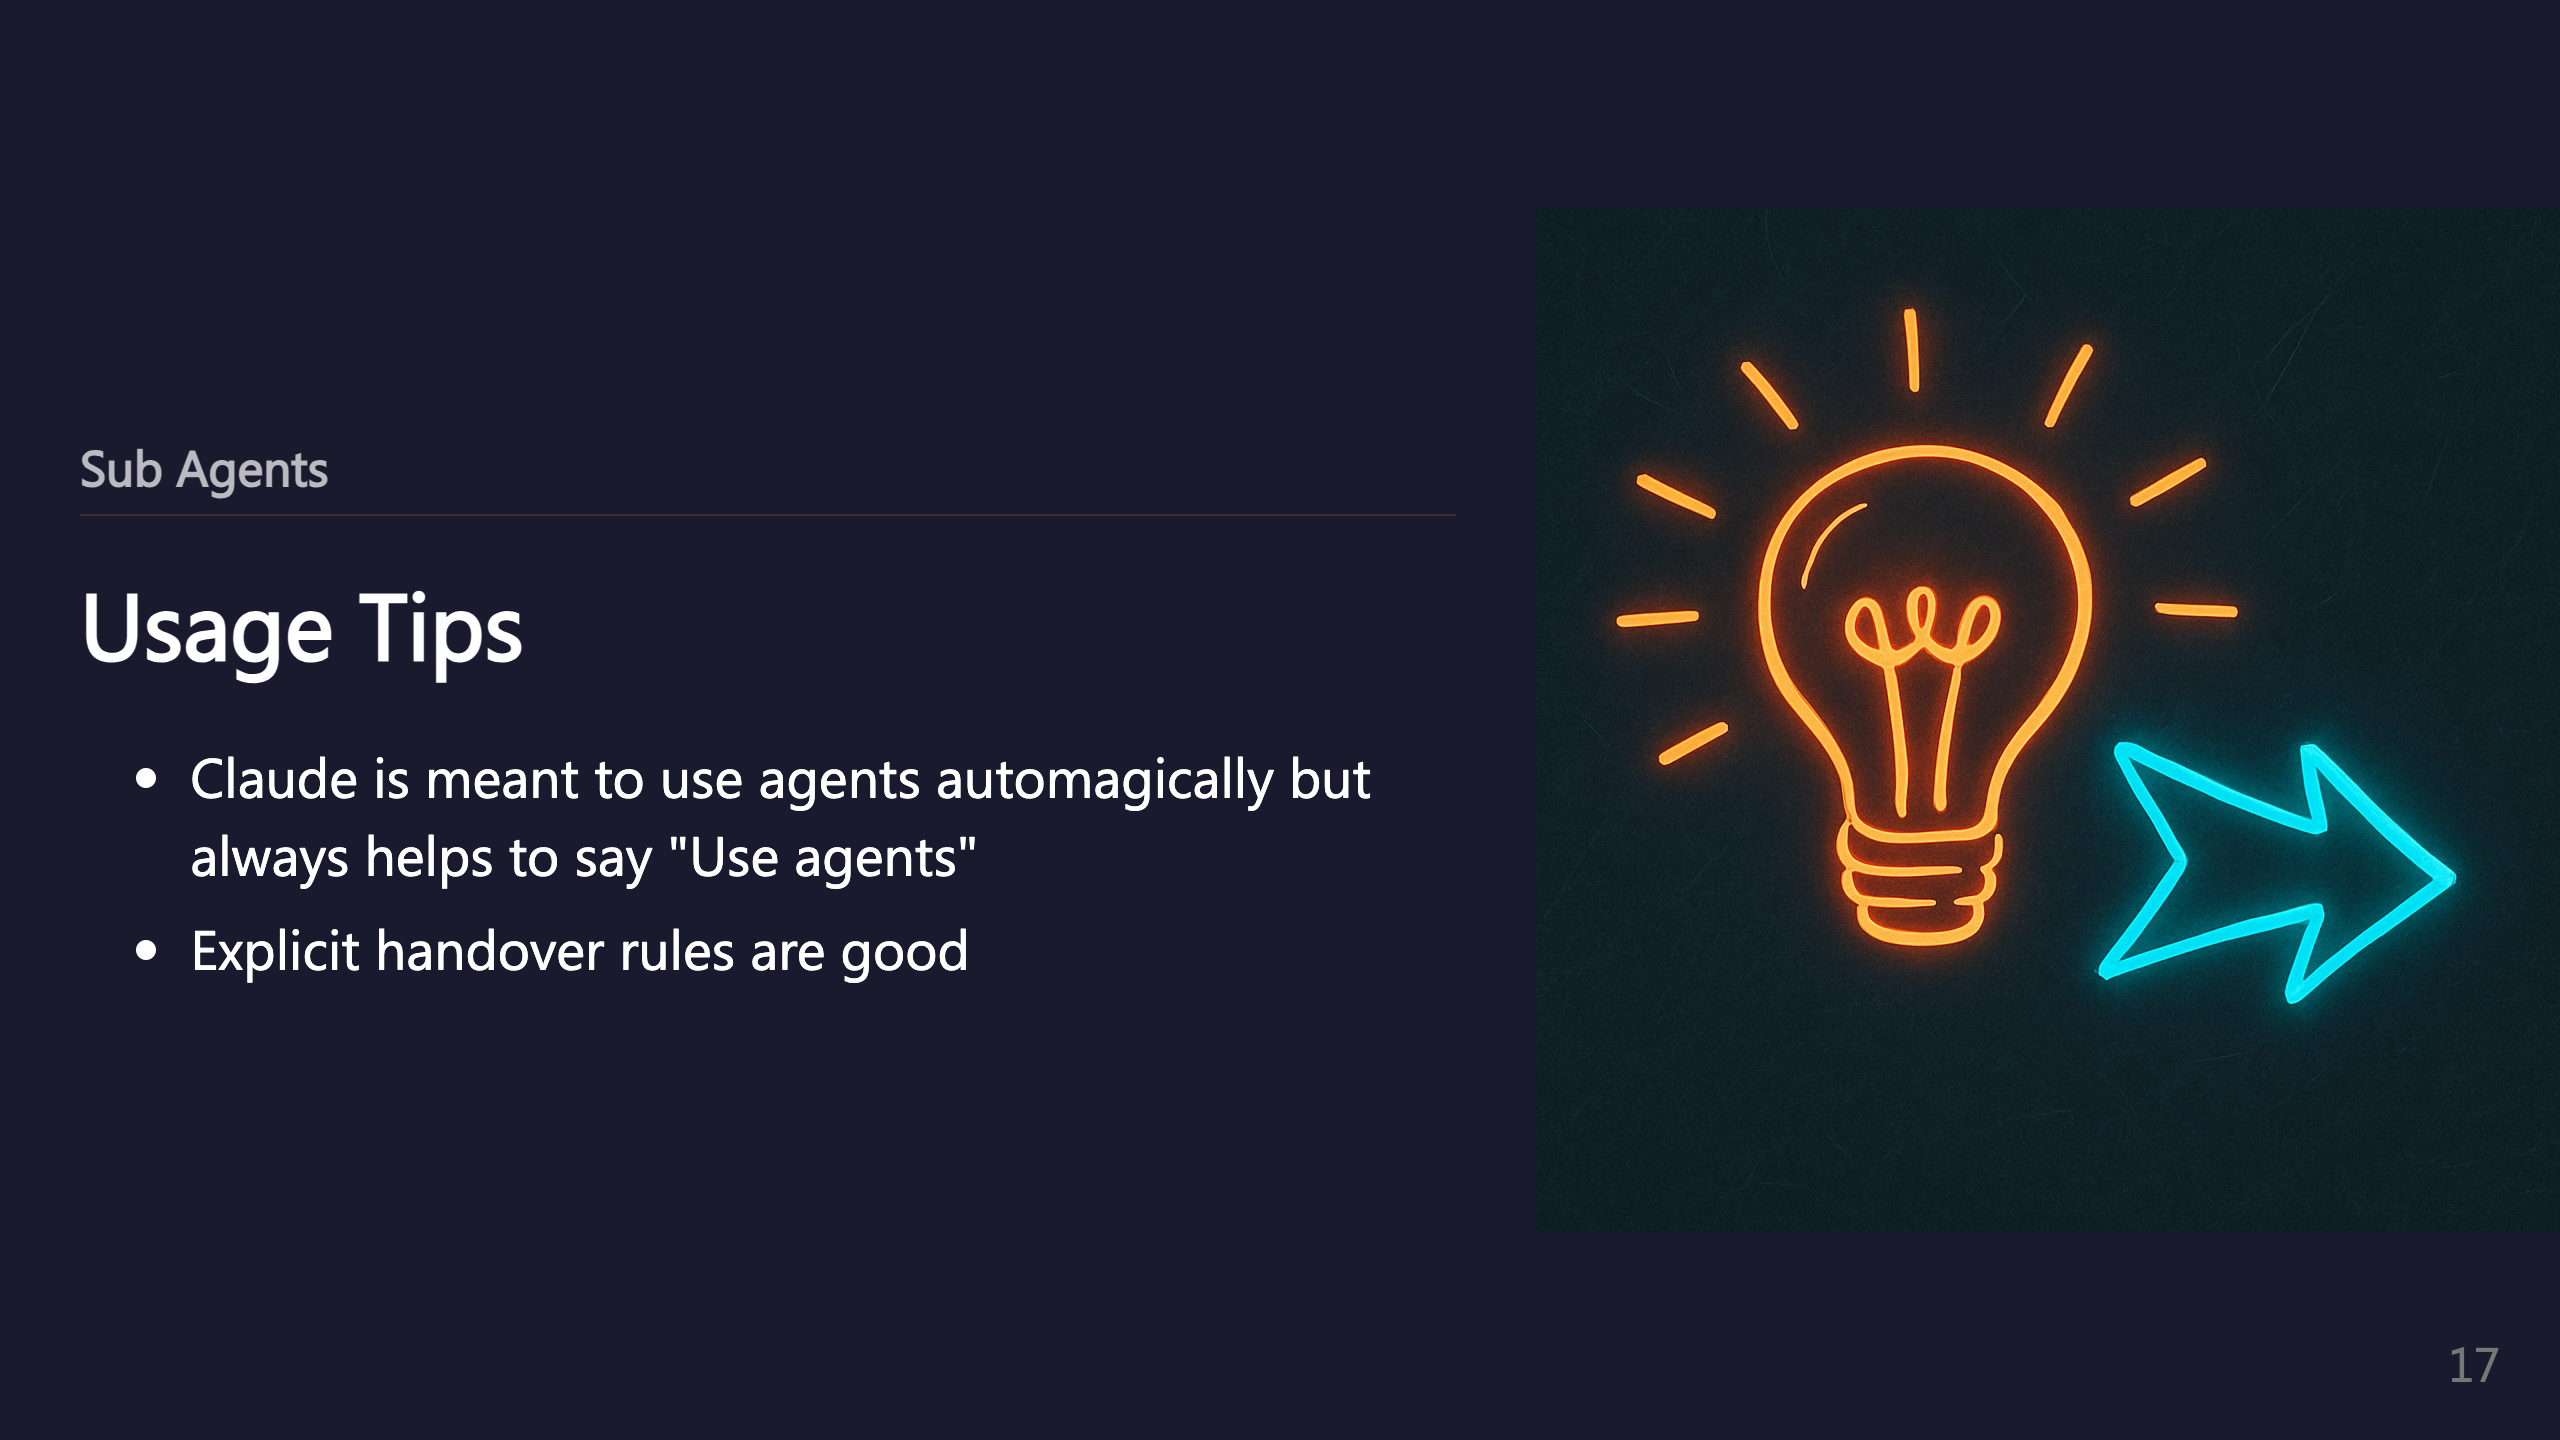 Sub Agents
Usage Tips
• Claude is meant to use agents automagically but
always helps to say "Use agents"
• Explicit handover rules are good
17